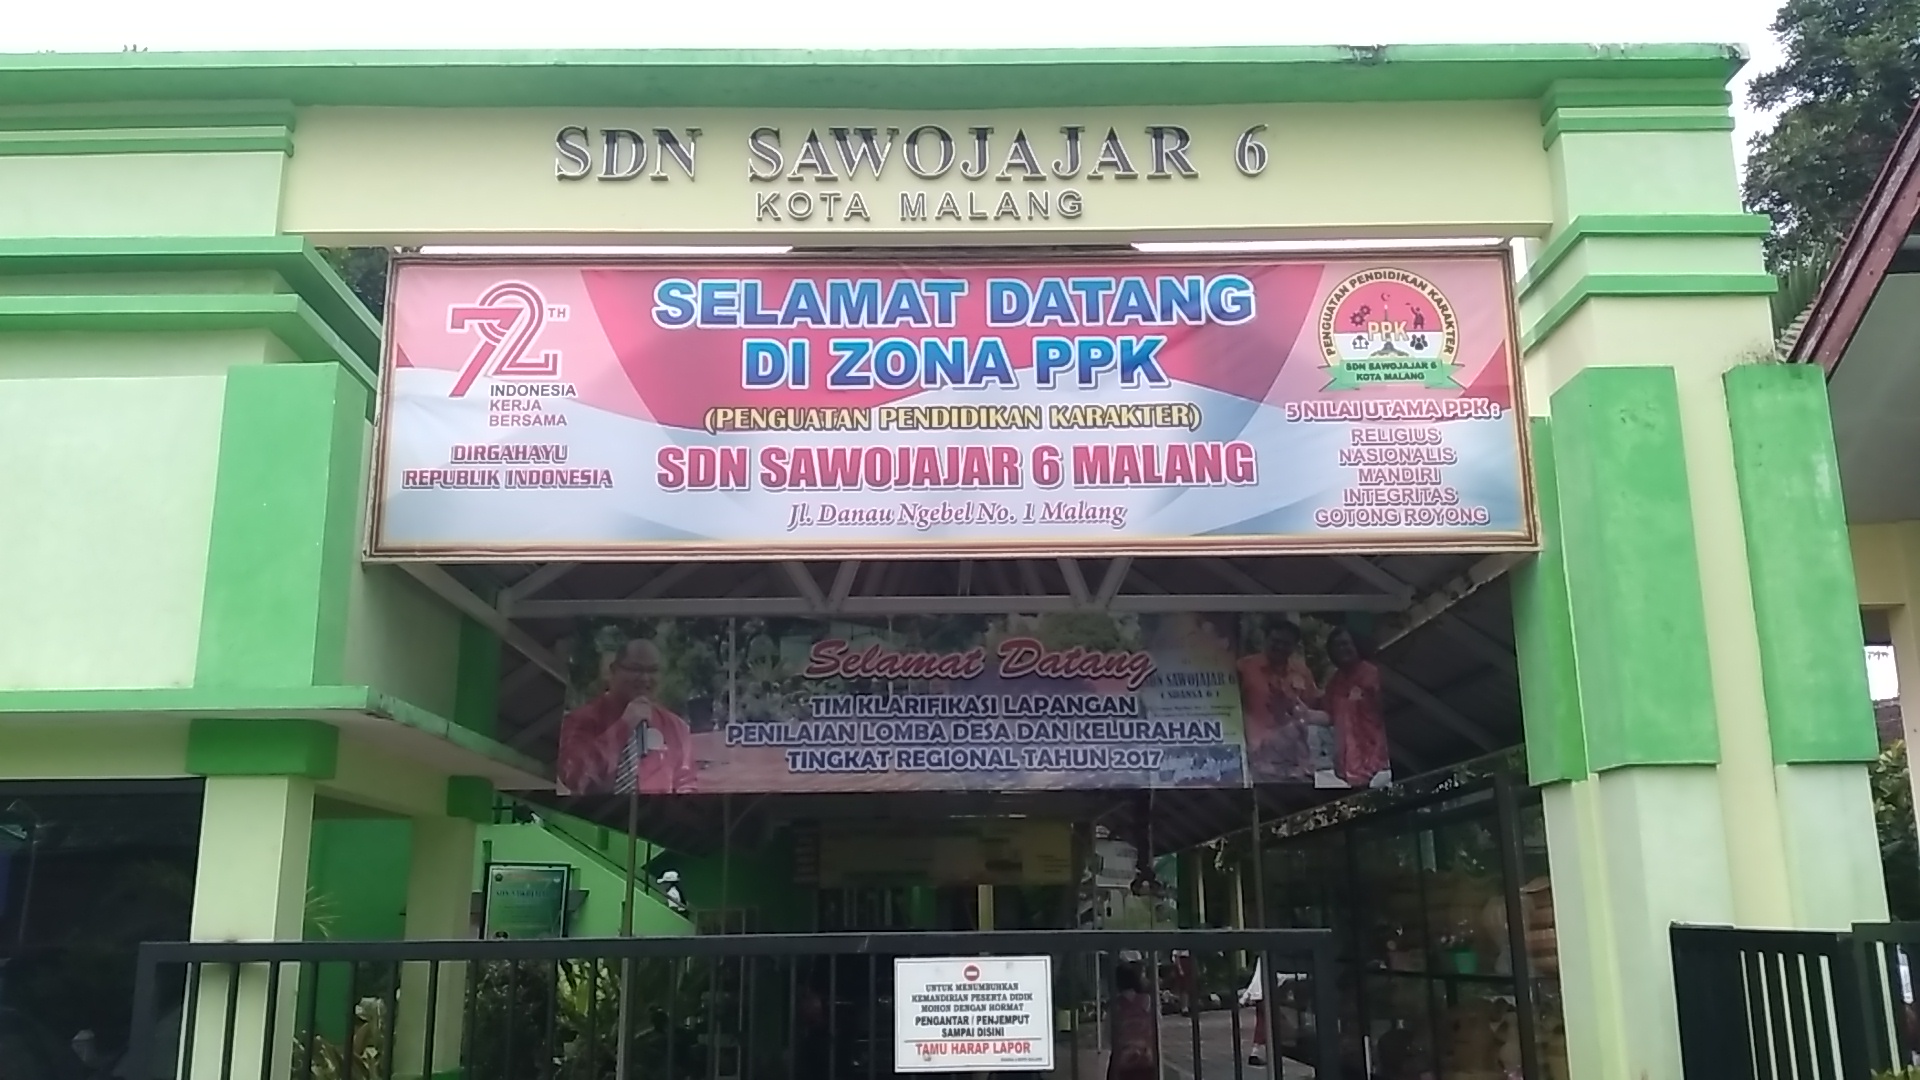 SDN SAWOJAJAR 6
KOTA MALANG
72TH
INDONESIA
KERJA
BERSAMA
DIRGAHAYU
REPUBLIK INDONESIA
SELAMAT DATANG
DI ZONA PPK
(PENGUATAN PENDIDIKAN KARAKTER)
SDN SAWOJAJAR 6 MALANG
Jl. Danau Ngebel No. 1 Malang
PENGUATAN PENDIDIKAN KARAKTER
PPK
SDN SAWOJAJAR 6
KOTA MALANG
5 NILAI UTAMA PPK :
RELIGIUS
NASIONALIS
MANDIRI
INTEGRITAS
GOTONG ROYONG
Selamat Datang
SDN SAWOJAJAR 6
TIM KLARIFIKASI LAPANGAN
PENILAIAN LOMBA DESA DAN KELURAHAN
TINGKAT REGIONAL TAHUN 2017
UNTUK MENUMBUHKAN
KEMANDIRIAN PESERTA DIDIK
MOHON DENGAN HORMAT
PENGANTAR / PENJEMPUT
SAMPAI DISINI
TAMU HARAP LAPOR